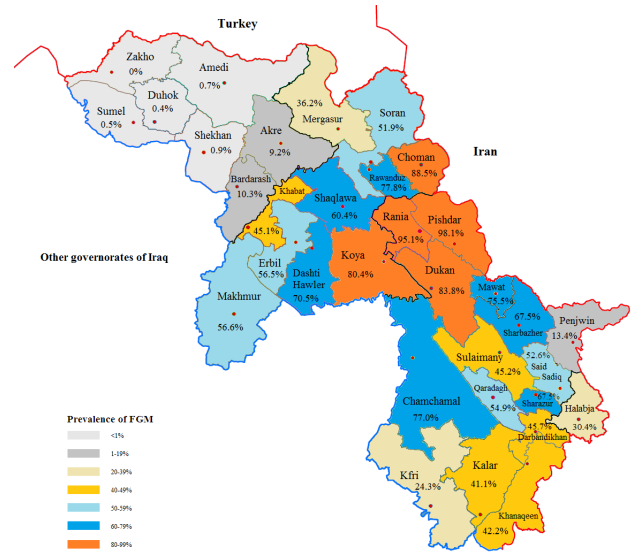 Turkey
Zakho
0%
Amedi
0.7%
Duhok
0.4%
Sumel
0.5%
Shekhan
0.9%
Akre
9.2%
36.2%
Mergasur
Soran
51.9%
Choman
88.5%
Iran
Rawanduz
77.8%
Bardarash
10.3%
Khabat
45.1%
Shaqlawa
60.4%
Rania
95.1%
Pishdar
98.1%
Other governorates of Iraq
Erbil
56.5%
Dashti
Hawler
70.5%
Koya
80.4%
Dukan
83.8%
Makhmur
56.6%
Mawat
75.5%
67.5%
Sharbazher
Penjwin
13.4%
Sulaimany
45.2%
52.6%
Said
Sadiq
Qaradagh
54.9%
67.5%
Sharazur
Halabja
30.4%
Chamchamal
77.0%
45.7%
Darbandikhan
Kfri
24.3%
Kalar
41.1%
Khanaqeen
42.2%
Prevalence of FGM
<1%
1-19%
20-39%
40-49%
50-59%
60-79%
80-99%